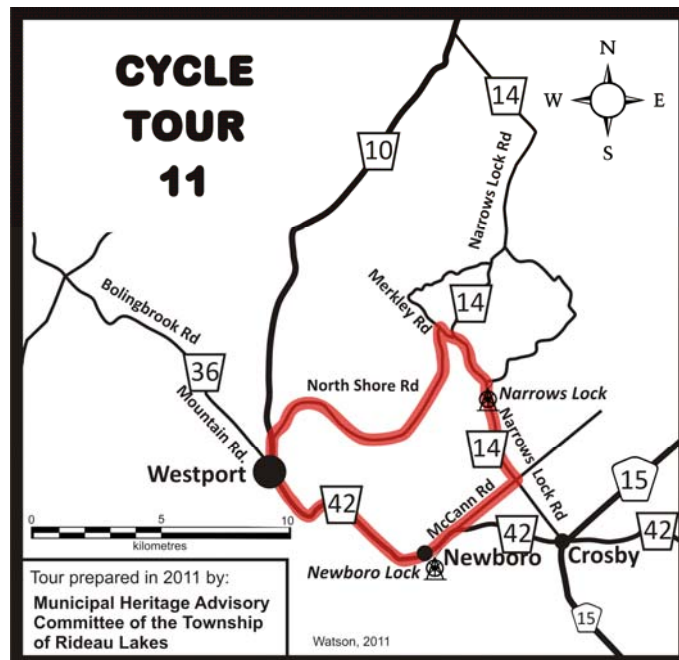 CYCLE
TOUR
11
N
W E
S
14
10
Narrows Lock Rd
Bolingbrook Rd
Merkley Rd
14
36
Mountain Rd.
North Shore Rd
Narrows Lock
Narrows Lock Rd
14
15
Westport
42
McCann Rd
42
42
Newboro
Crosby
Newboro Lock
15
0 5 10
kilometres
Tour prepared in 2011 by:
Municipal Heritage Advisory
Committee of the Township
of Rideau Lakes
Watson, 2011